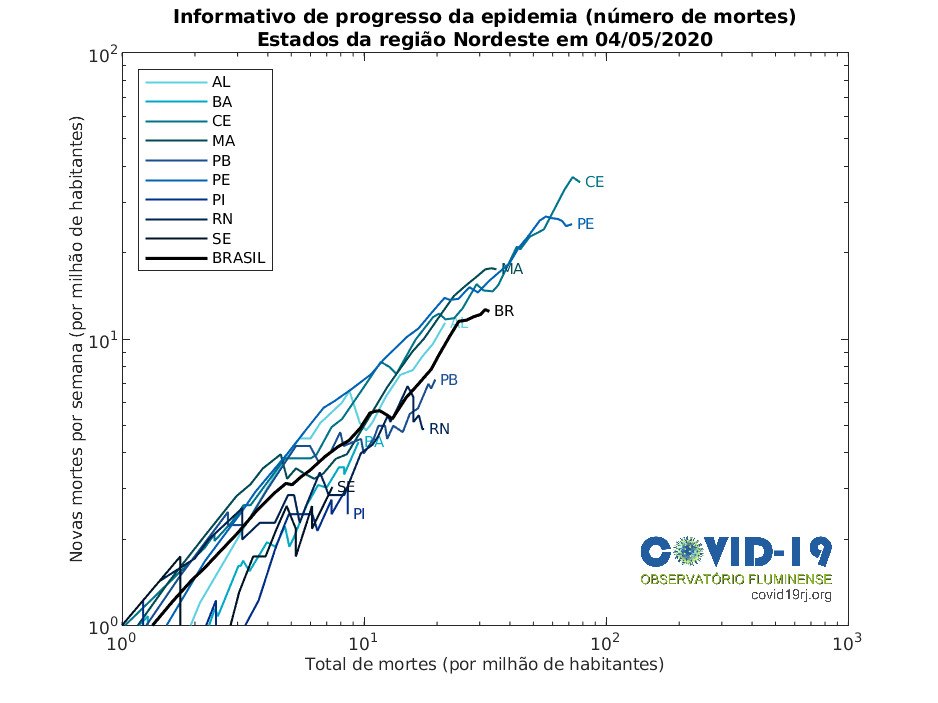 Informativo de progresso da epidemia (número de mortes)
Estados da região Nordeste em 04/05/2020
10²
AL
BA
CE
MA
PB
PE
PI
RN
SE
BRASIL
CE
PE
MA
BR
AL
10¹
PB
RN
BA
SE
PI
Novas mortes por semana (por milhão de habitantes)
COVID-19
OBSERVATÓRIO FLUMINENSE
covid19rj.org
10⁰
10⁰
10¹
10²
10³
Total de mortes (por milhão de habitantes)